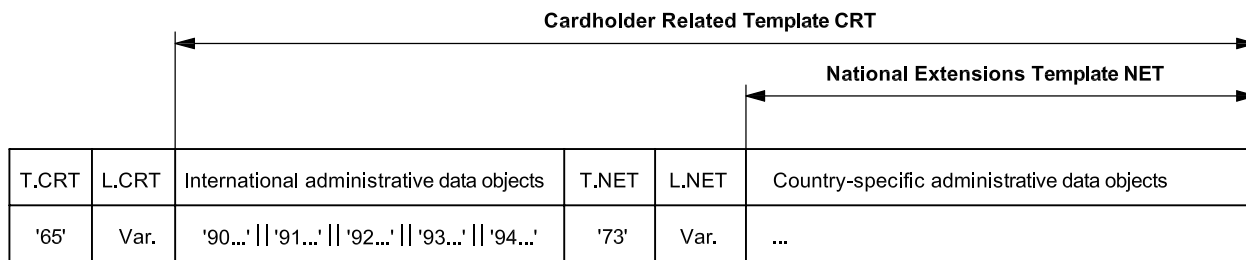 Cardholder Related Template CRT
National Extensions Template NET
T.CRT L.CRT International administrative data objects T.NET L.NET Country-specific administrative data objects
'65' Var. '90...' || '91...' || '92...' || '93...' || '94...' '73' Var. ...